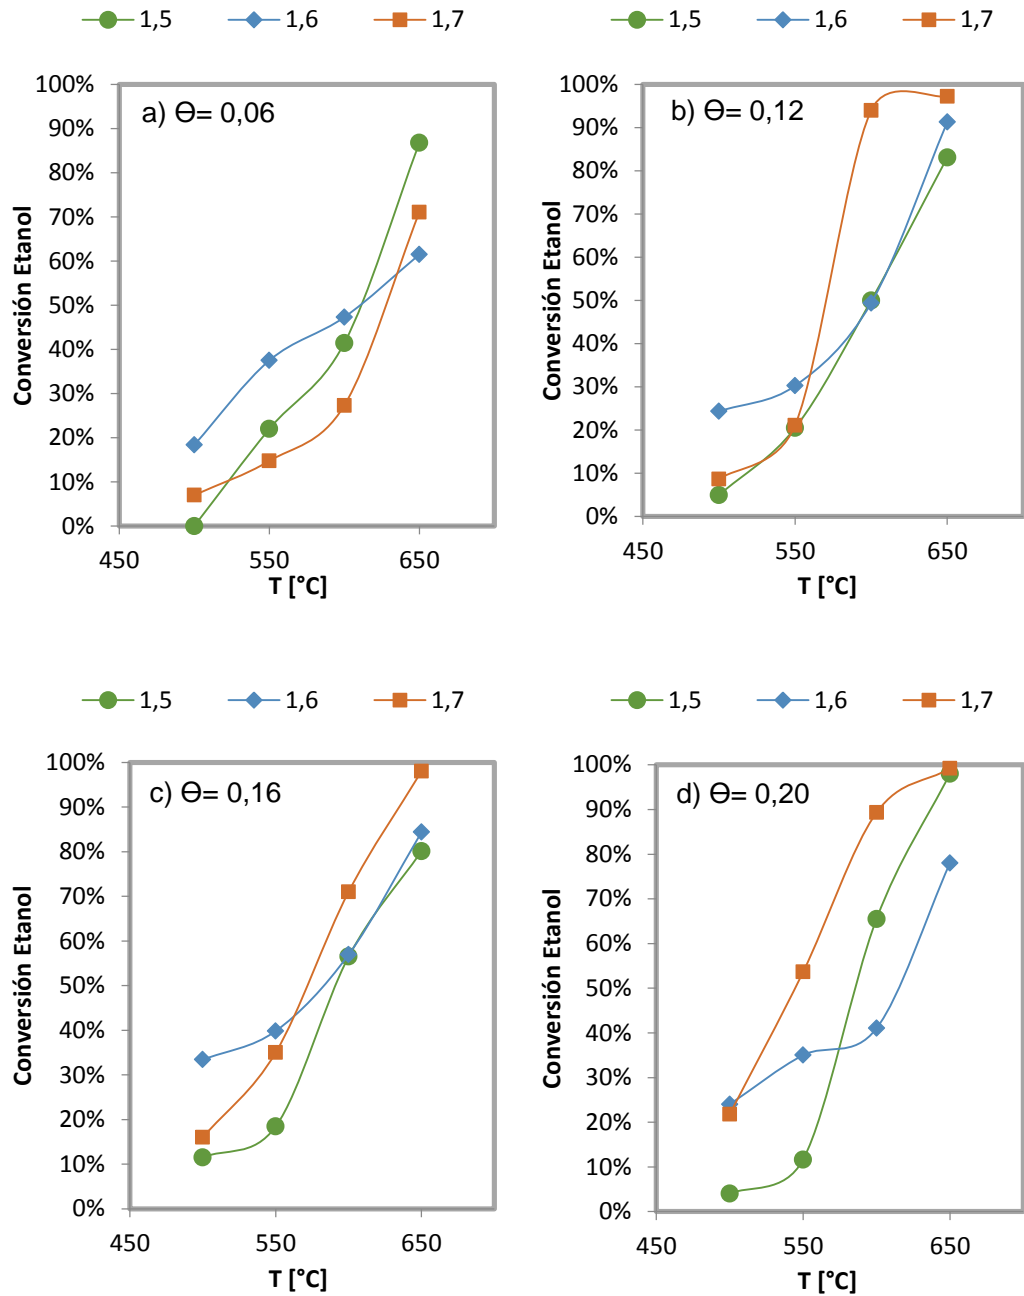 1,5 1,6 1,7
a) Ɵ= 0,06
Conversión Etanol
100%
90%
80%
70%
60%
50%
40%
30%
20%
10%
0%
450 550 650
T [°C]
1,5 1,6 1,7
b) Ɵ= 0,12
Conversión Etanol
100%
90%
80%
70%
60%
50%
40%
30%
20%
10%
0%
450 550 650
T [°C]
1,5 1,6 1,7
c) Ɵ= 0,16
Conversión Etanol
100%
90%
80%
70%
60%
50%
40%
30%
20%
10%
0%
450 550 650
T [°C]
1,5 1,6 1,7
d) Ɵ= 0,20
Conversión Etanol
100%
90%
80%
70%
60%
50%
40%
30%
20%
10%
0%
450 550 650
T [°C]